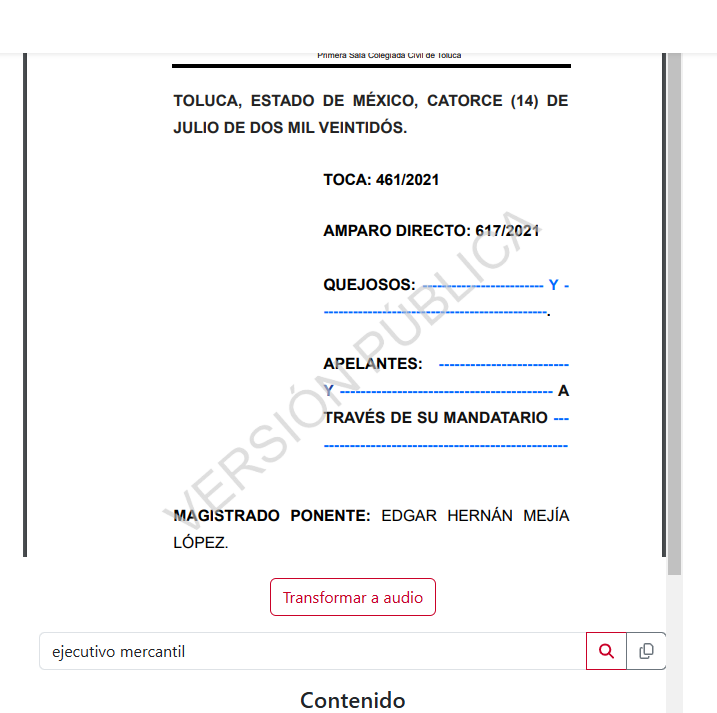 Primera Sala Colegiada Civil de Toluca
TOLUCA, ESTADO DE MÉXICO, CATORCE (14) DE
JULIO DE DOS MIL VEINTIDÓS.
TOCA: 461/2021
AMPARO DIRECTO: 617/2021
QUEJOSOS: ----------------------- Y -
-------------------------------------------.
APELANTES: -------------------------
Y ----------------------------------------- A
TRAVÉS DE SU MANDATARIO ---
-----------------------------------------------
MAGISTRADO PONENTE: EDGAR HERNÁN MEJÍA
LÓPEZ.
VERSIÓN PÚBLICA
Transformar a audio
ejecutivo mercantil
Contenido